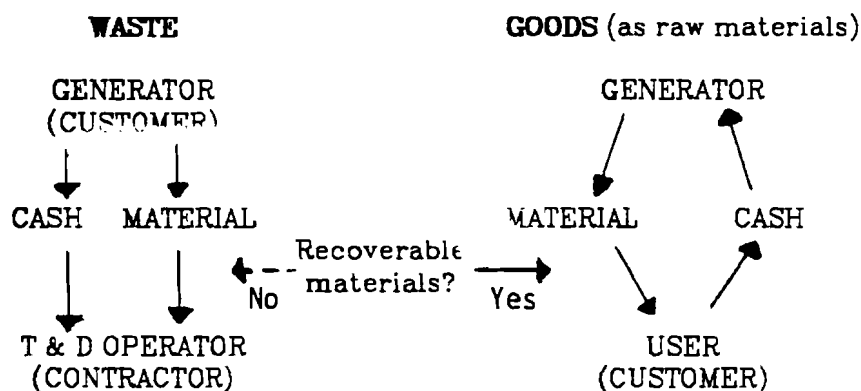 WASTE
GENERATOR
(CUSTOMER)
CASH MATERIAL
T & D OPERATOR
(CONTRACTOR)
Recoverable
materials?
No
Yes
GOODS (as raw materials)
GENERATOR
MATERIAL CASH
USER
(CUSTOMER)